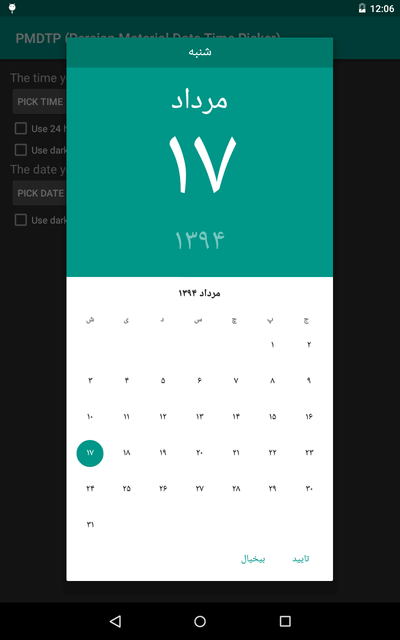 12:06
PMDTP (Persian Material Date Time Picker)
شنبه
مرداد
۱۷
۱۳۹۴
The time y
PICK TIME
Use 24 h
Use dark
The date y
PICK DATE
Use dark
مرداد ۱۳۹۴
ش ی د س چ پ ج
۱ ۲
۳ ۴ ۵ ۶ ۷ ۸ ۹
۱۰ ۱۱ ۱۲ ۱۳ ۱۴ ۱۵ ۱۶
۱۷ ۱۸ ۱۹ ۲۰ ۲۱ ۲۲ ۲۳
۲۴ ۲۵ ۲۶ ۲۷ ۲۸ ۲۹ ۳۰
۳۱
بیخیال تایید